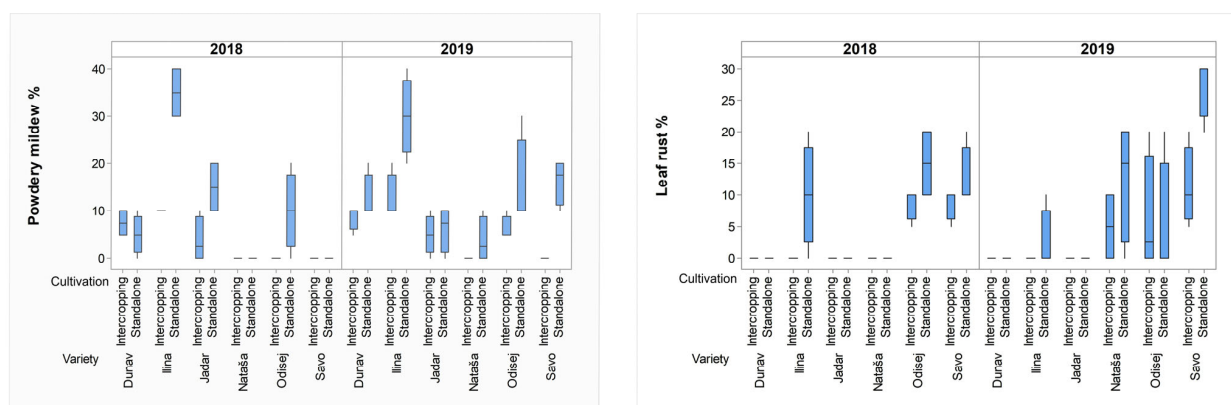 2018 2019
Powdery mildew %
40
30
20
10
0
Cultivation
Intercropping Standalone Intercropping Standalone Intercropping Standalone Intercropping Standalone Intercropping Standalone Intercropping Standalone Intercropping Standalone Intercropping Standalone Intercropping Standalone Intercropping Standalone Intercropping Standalone Intercropping Standalone
Variety
Durav Ilina Jadar Nataša Odisej Savo Durav Ilina Jadar Nataša Odisej Savo
2018 2019
Leaf rust %
30
25
20
15
10
5
0
Cultivation
Intercropping Standalone Intercropping Standalone Intercropping Standalone Intercropping Standalone Intercropping Standalone Intercropping Standalone Intercropping Standalone Intercropping Standalone Intercropping Standalone Intercropping Standalone Intercropping Standalone Intercropping Standalone
Variety
Durav Ilina Jadar Nataša Odisej Savo Durav Ilina Jadar Nataša Odisej Savo